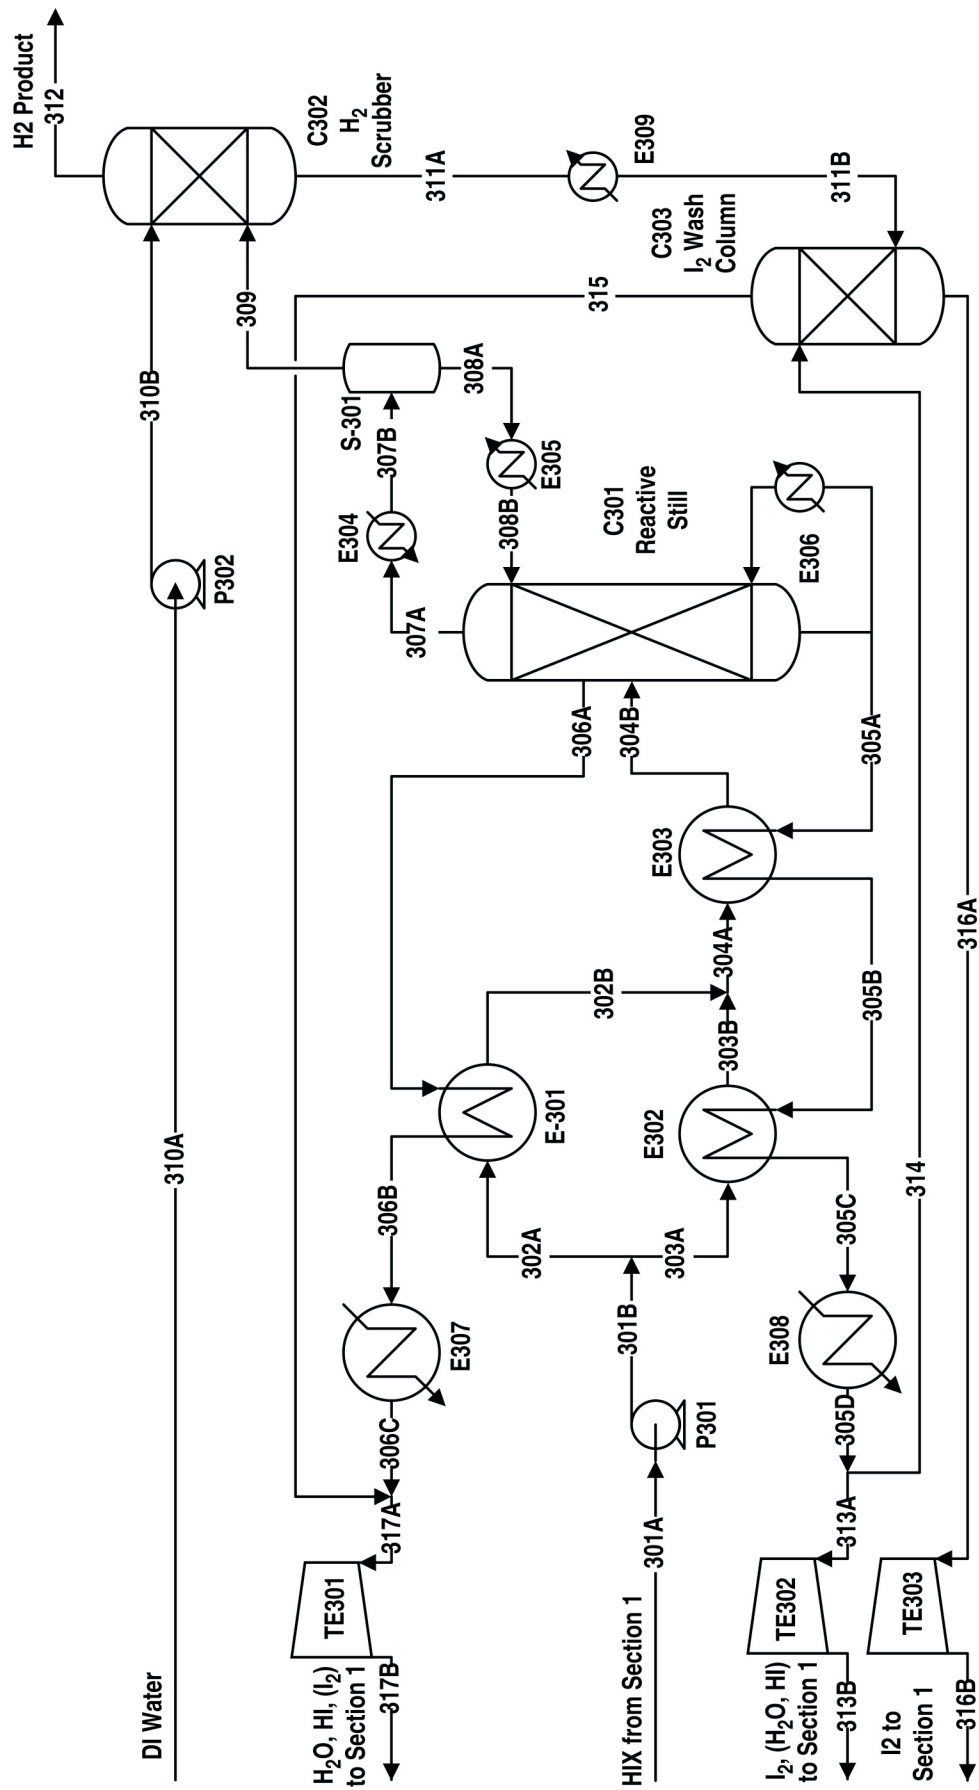 H2 Product
312
C302
H2
Scrubber
310B
309
311A
E309
311B
C303
I2 Wash
Column
315
S-301
308A
307B
E304
E305
308B
307A
C301
Reactive
Still
E306
P302
310A
DI Water
306A
304B
305A
E303
304A
305B
302B
303B
E-301
E302
306B
302A
303A
305C
314
316A
E307
301B
E308
306C
P301
305D
317A
301A
313A
TE301
TE302
TE303
H2O, HI, (I2)
to Section 1
317B
HIX from Section 1
I2, (H2O, HI)
to Section 1
313B
I2 to
Section 1
316B